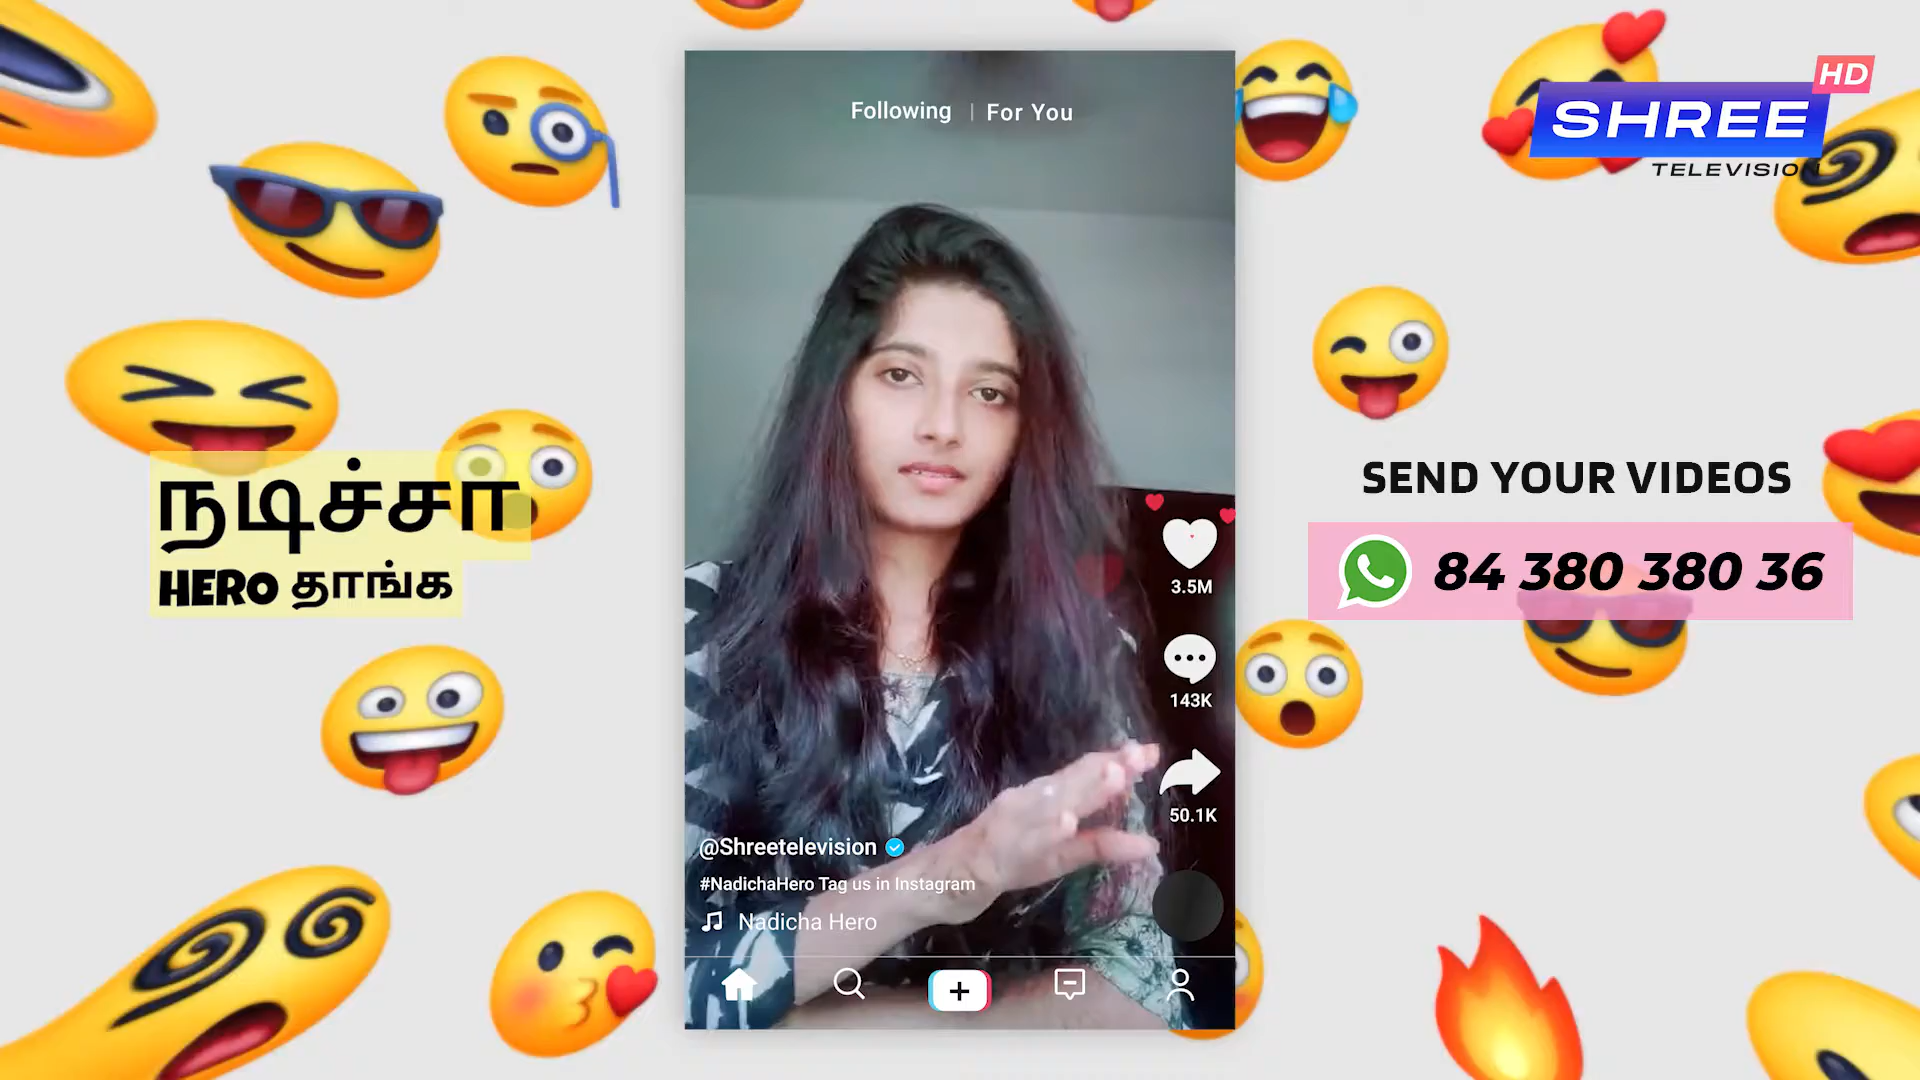 HD
SHREE
TELEVISION
Following | For You
நடிச்சா
HERO தாங்க
SEND YOUR VIDEOS
84 380 380 36
3.5M
143K
50.1K
@Shreetelevision
#NadichaHero Tag us in Instagram
Nadicha Hero